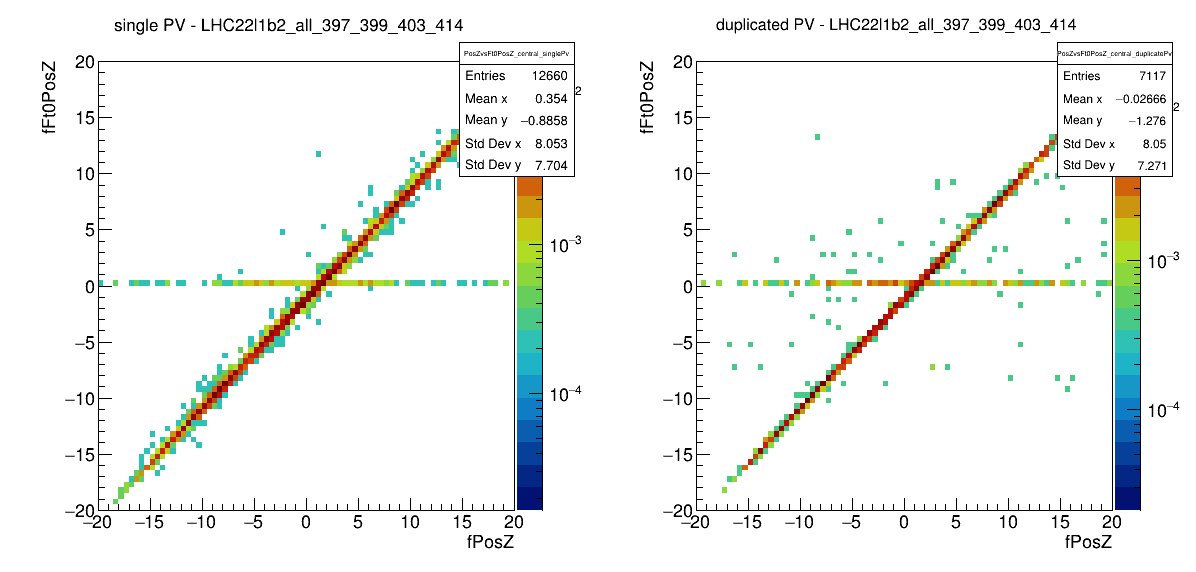 single PV - LHC22l1b2_all_397_399_403_414
PosZvsFt0PosZ_central_singlePv
Entries 12660
Mean x 0.354
Mean y −0.8858
Std Dev x 8.053
Std Dev y 7.704
fFt0PosZ
20
15
10
5
0
−5
−10
−15
−20
−20 −15 −10 −5 0 5 10 15 20
fPosZ
2
10−3
10−4
duplicated PV - LHC22l1b2_all_397_399_403_414
PosZvsFt0PosZ_central_duplicatePv
Entries 7117
Mean x −0.02666
Mean y −1.276
Std Dev x 8.05
Std Dev y 7.271
fFt0PosZ
20
15
10
5
0
−5
−10
−15
−20
−20 −15 −10 −5 0 5 10 15 20
fPosZ
2
10−3
10−4